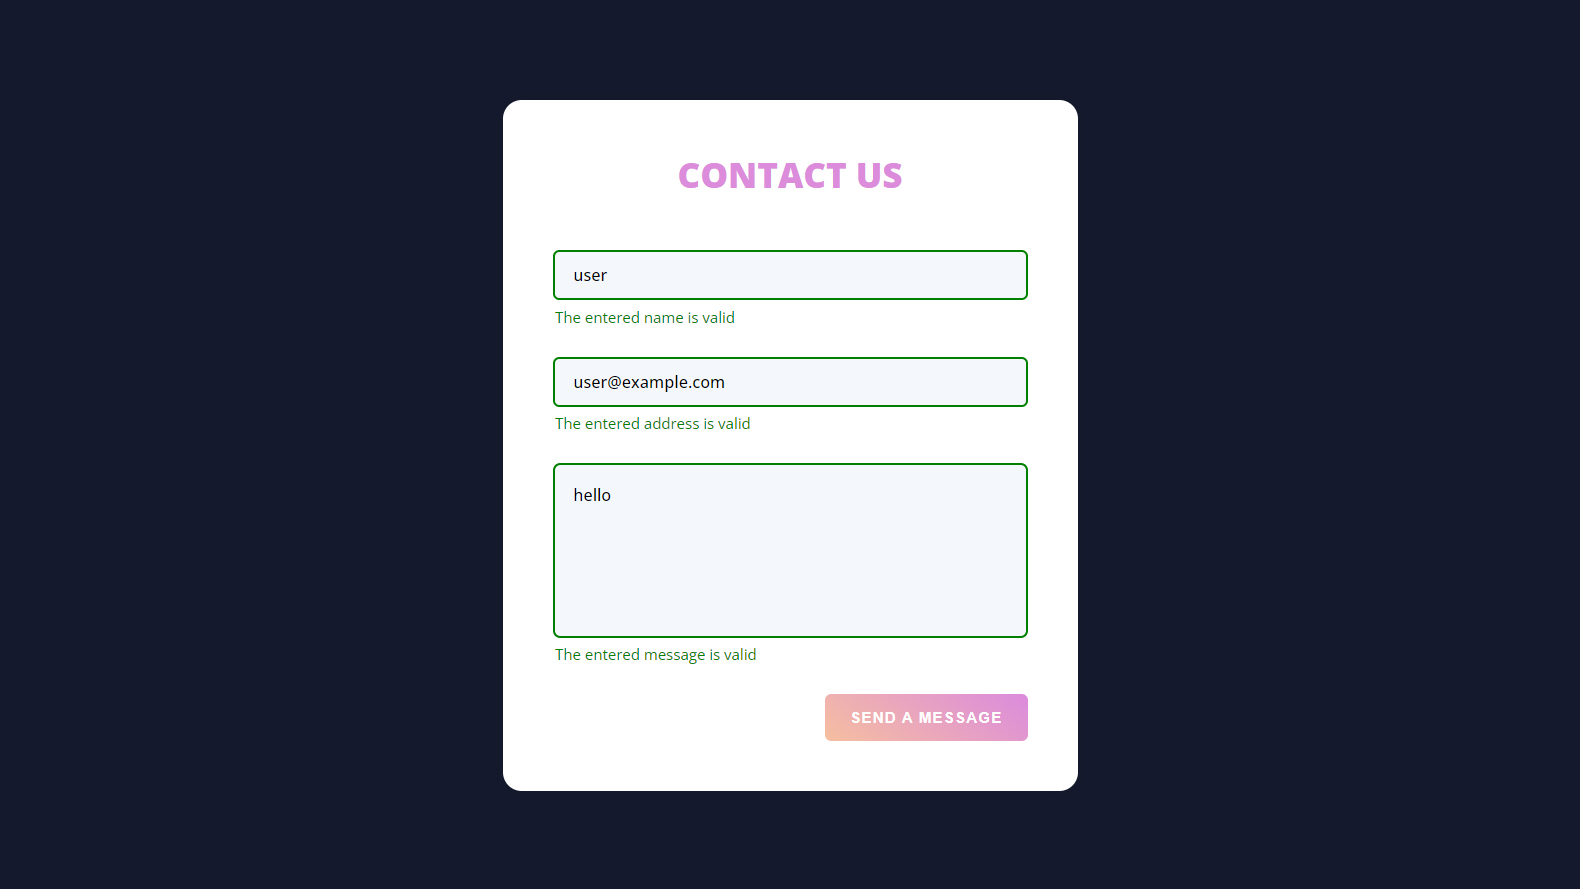 CONTACT US
user
The entered name is valid
user@example.com
The entered address is valid
hello
The entered message is valid
SEND A MESSAGE